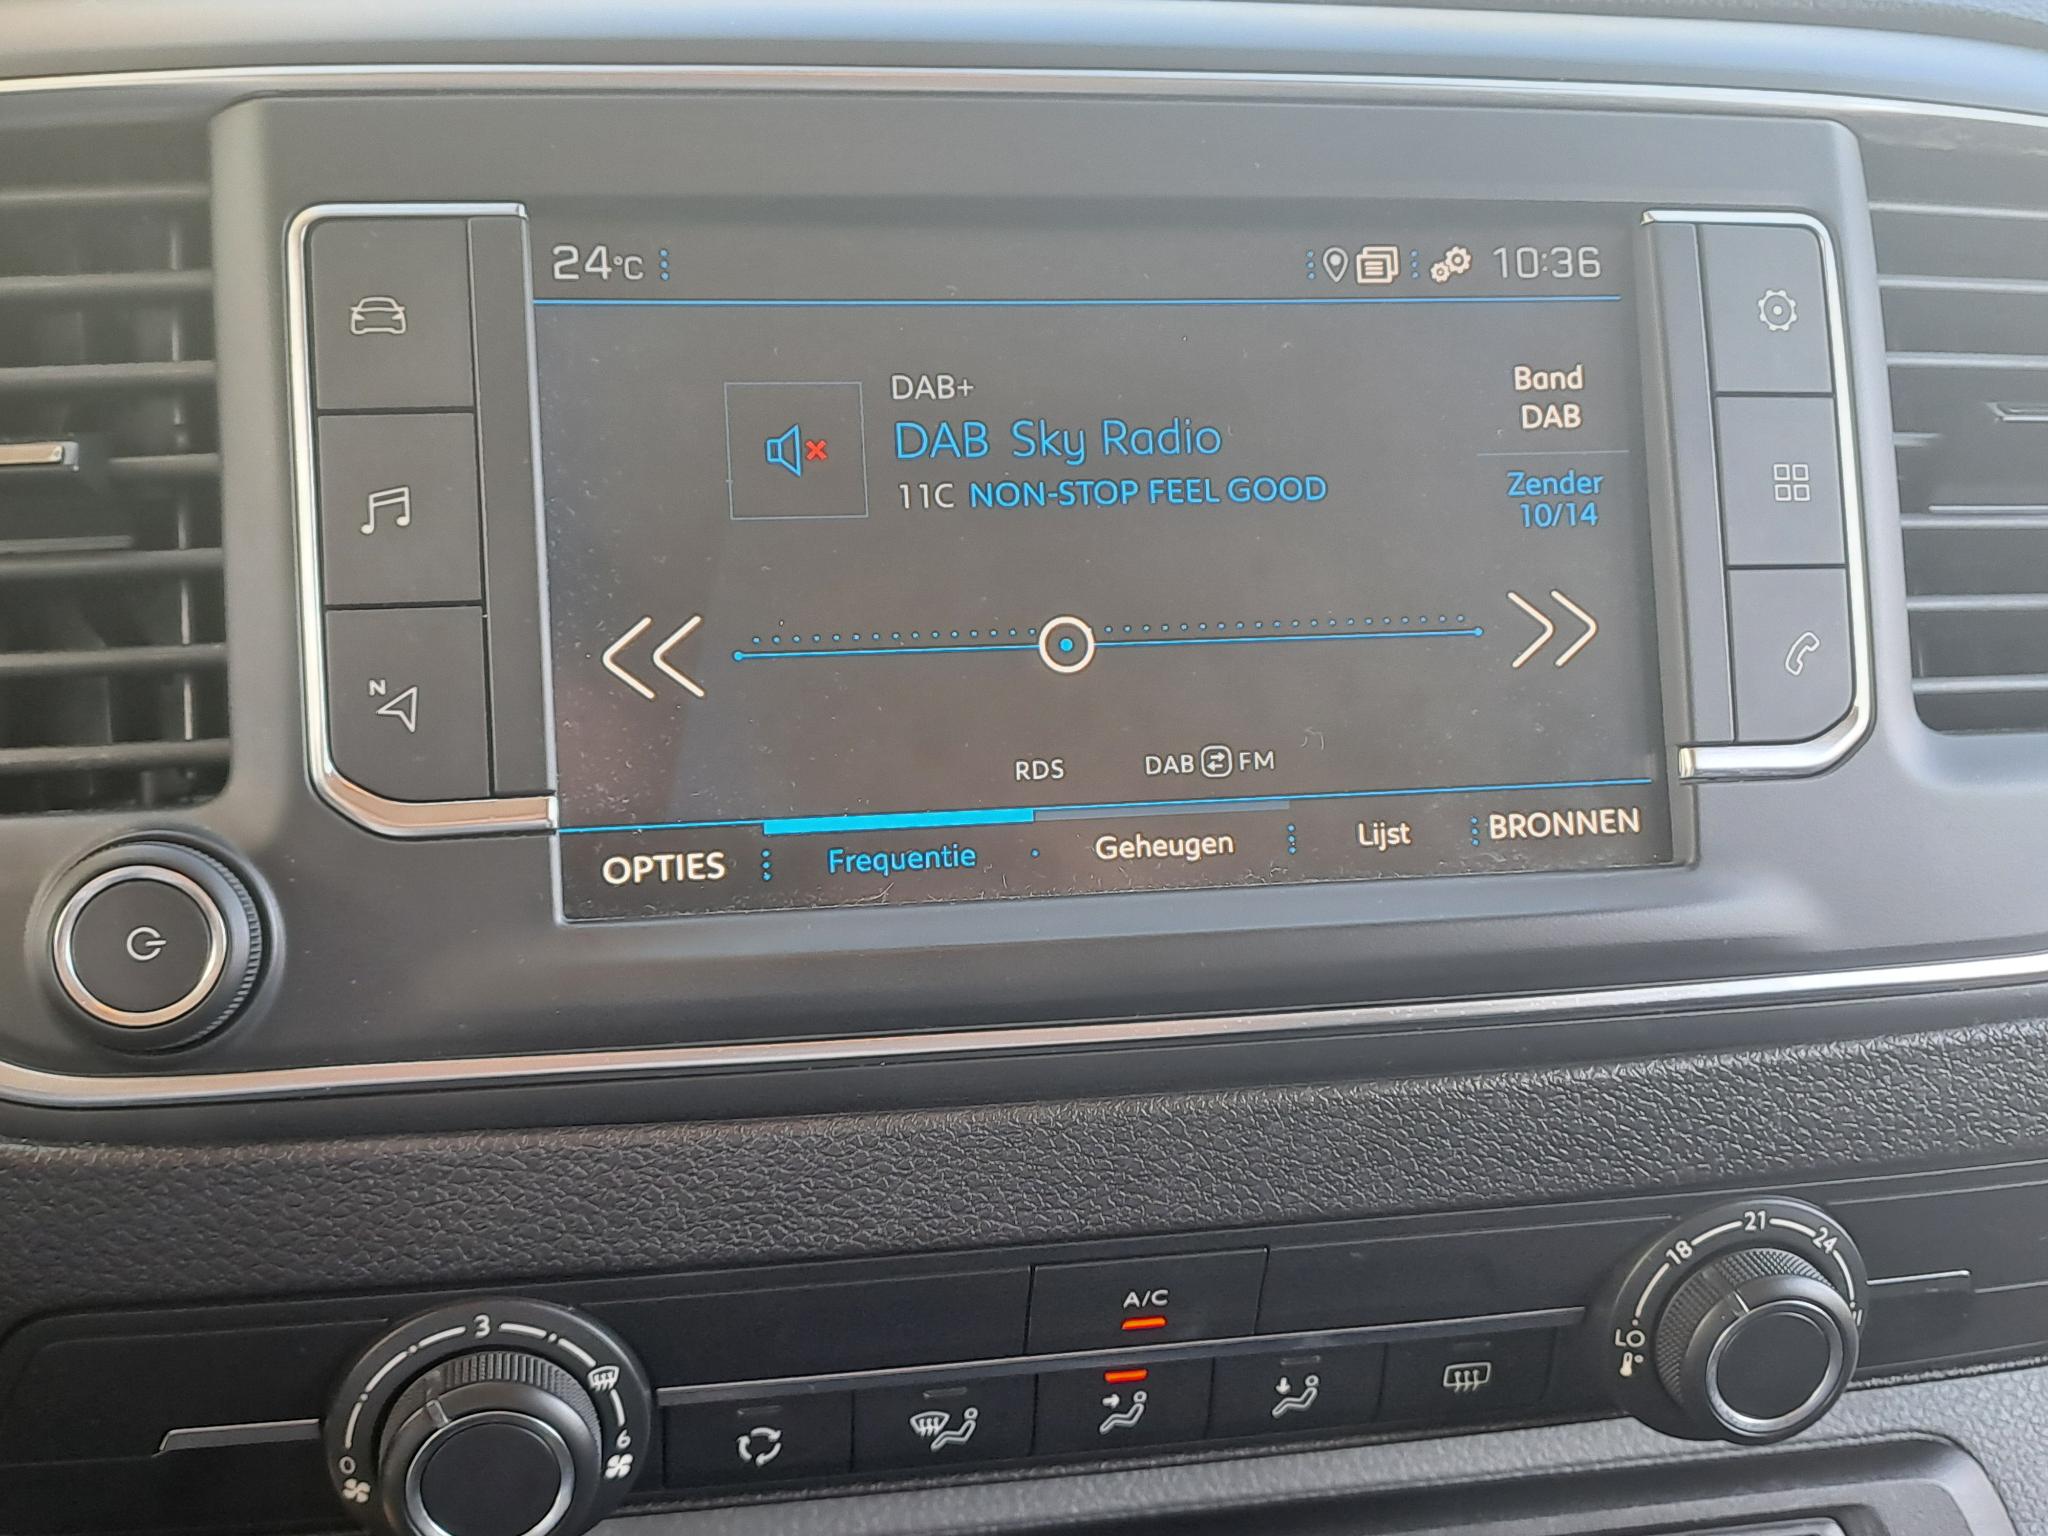 24°C
10:36
DAB+
DAB Sky Radio
11C NON-STOP FEEL GOOD
Band
DAB
Zender
10/14
N
RDS
DAB FM
OPTIES
Frequentie
Geheugen
Lijst
BRONNEN
A/C
0
3
6
LO
18
21
24